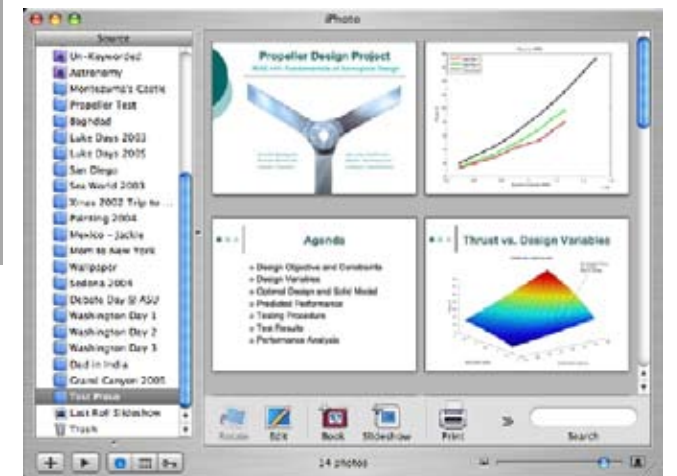 iPhoto
Source
Un-Keyworded
Astronomy
Montezuma's Castle
Propeller Test
Baghdad
Luke Days 2003
Luke Days 2005
San Diego
Sea World 2003
Xmas 2002 Trip to ...
Painting 2004
Mexico - Jackie
Mom to New York
Wallpaper
Sedona 2004
Debate Day @ ASU
Washington Day 1
Washington Day 2
Washington Day 3
Dad in India
Grand Canyon 2005
Test Press
Last Roll Slideshow
Trash
Propeller Design Project
Agenda
Design Objective and Constraints
Design Variables
Optimal Design and Solid Model
Predicted Performance
Testing Procedure
Test Results
Performance Analysis
Thrust vs. Design Variables
Rotate
Edit
Book
Slideshow
Print
»
Search
14 photos